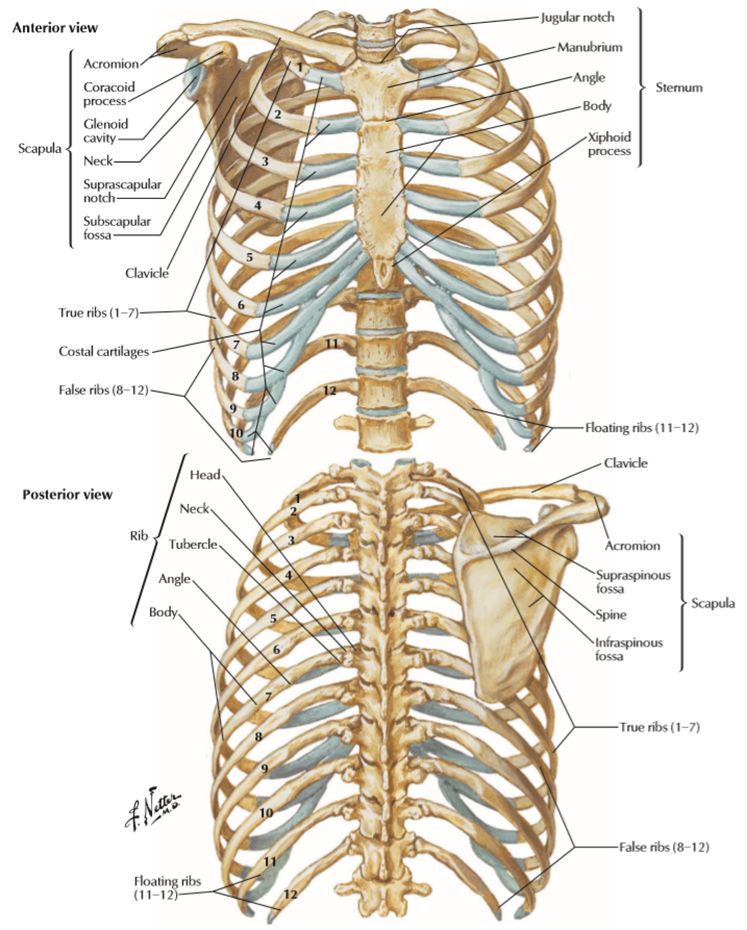 Anterior view
Acromion
Coracoid
process
Glenoid
cavity
Neck
Suprascapular
notch
Subscapular
fossa
Scapula
Clavicle
True ribs (1–7)
Costal cartilages
False ribs (8–12)
1
2
3
4
5
6
7
8
9
10
11
12
Jugular notch
Manubrium
Angle
Body
Xiphoid
process
Sternum
Floating ribs (11–12)
Posterior view
Head
Neck
Tubercle
Angle
Body
Rib
1
2
3
4
5
6
7
8
9
10
11
12
Clavicle
Acromion
Supraspinous
fossa
Spine
Infraspinous
fossa
Scapula
True ribs (1–7)
False ribs (8–12)
Floating ribs
(11–12)
F. Netter
M.D.